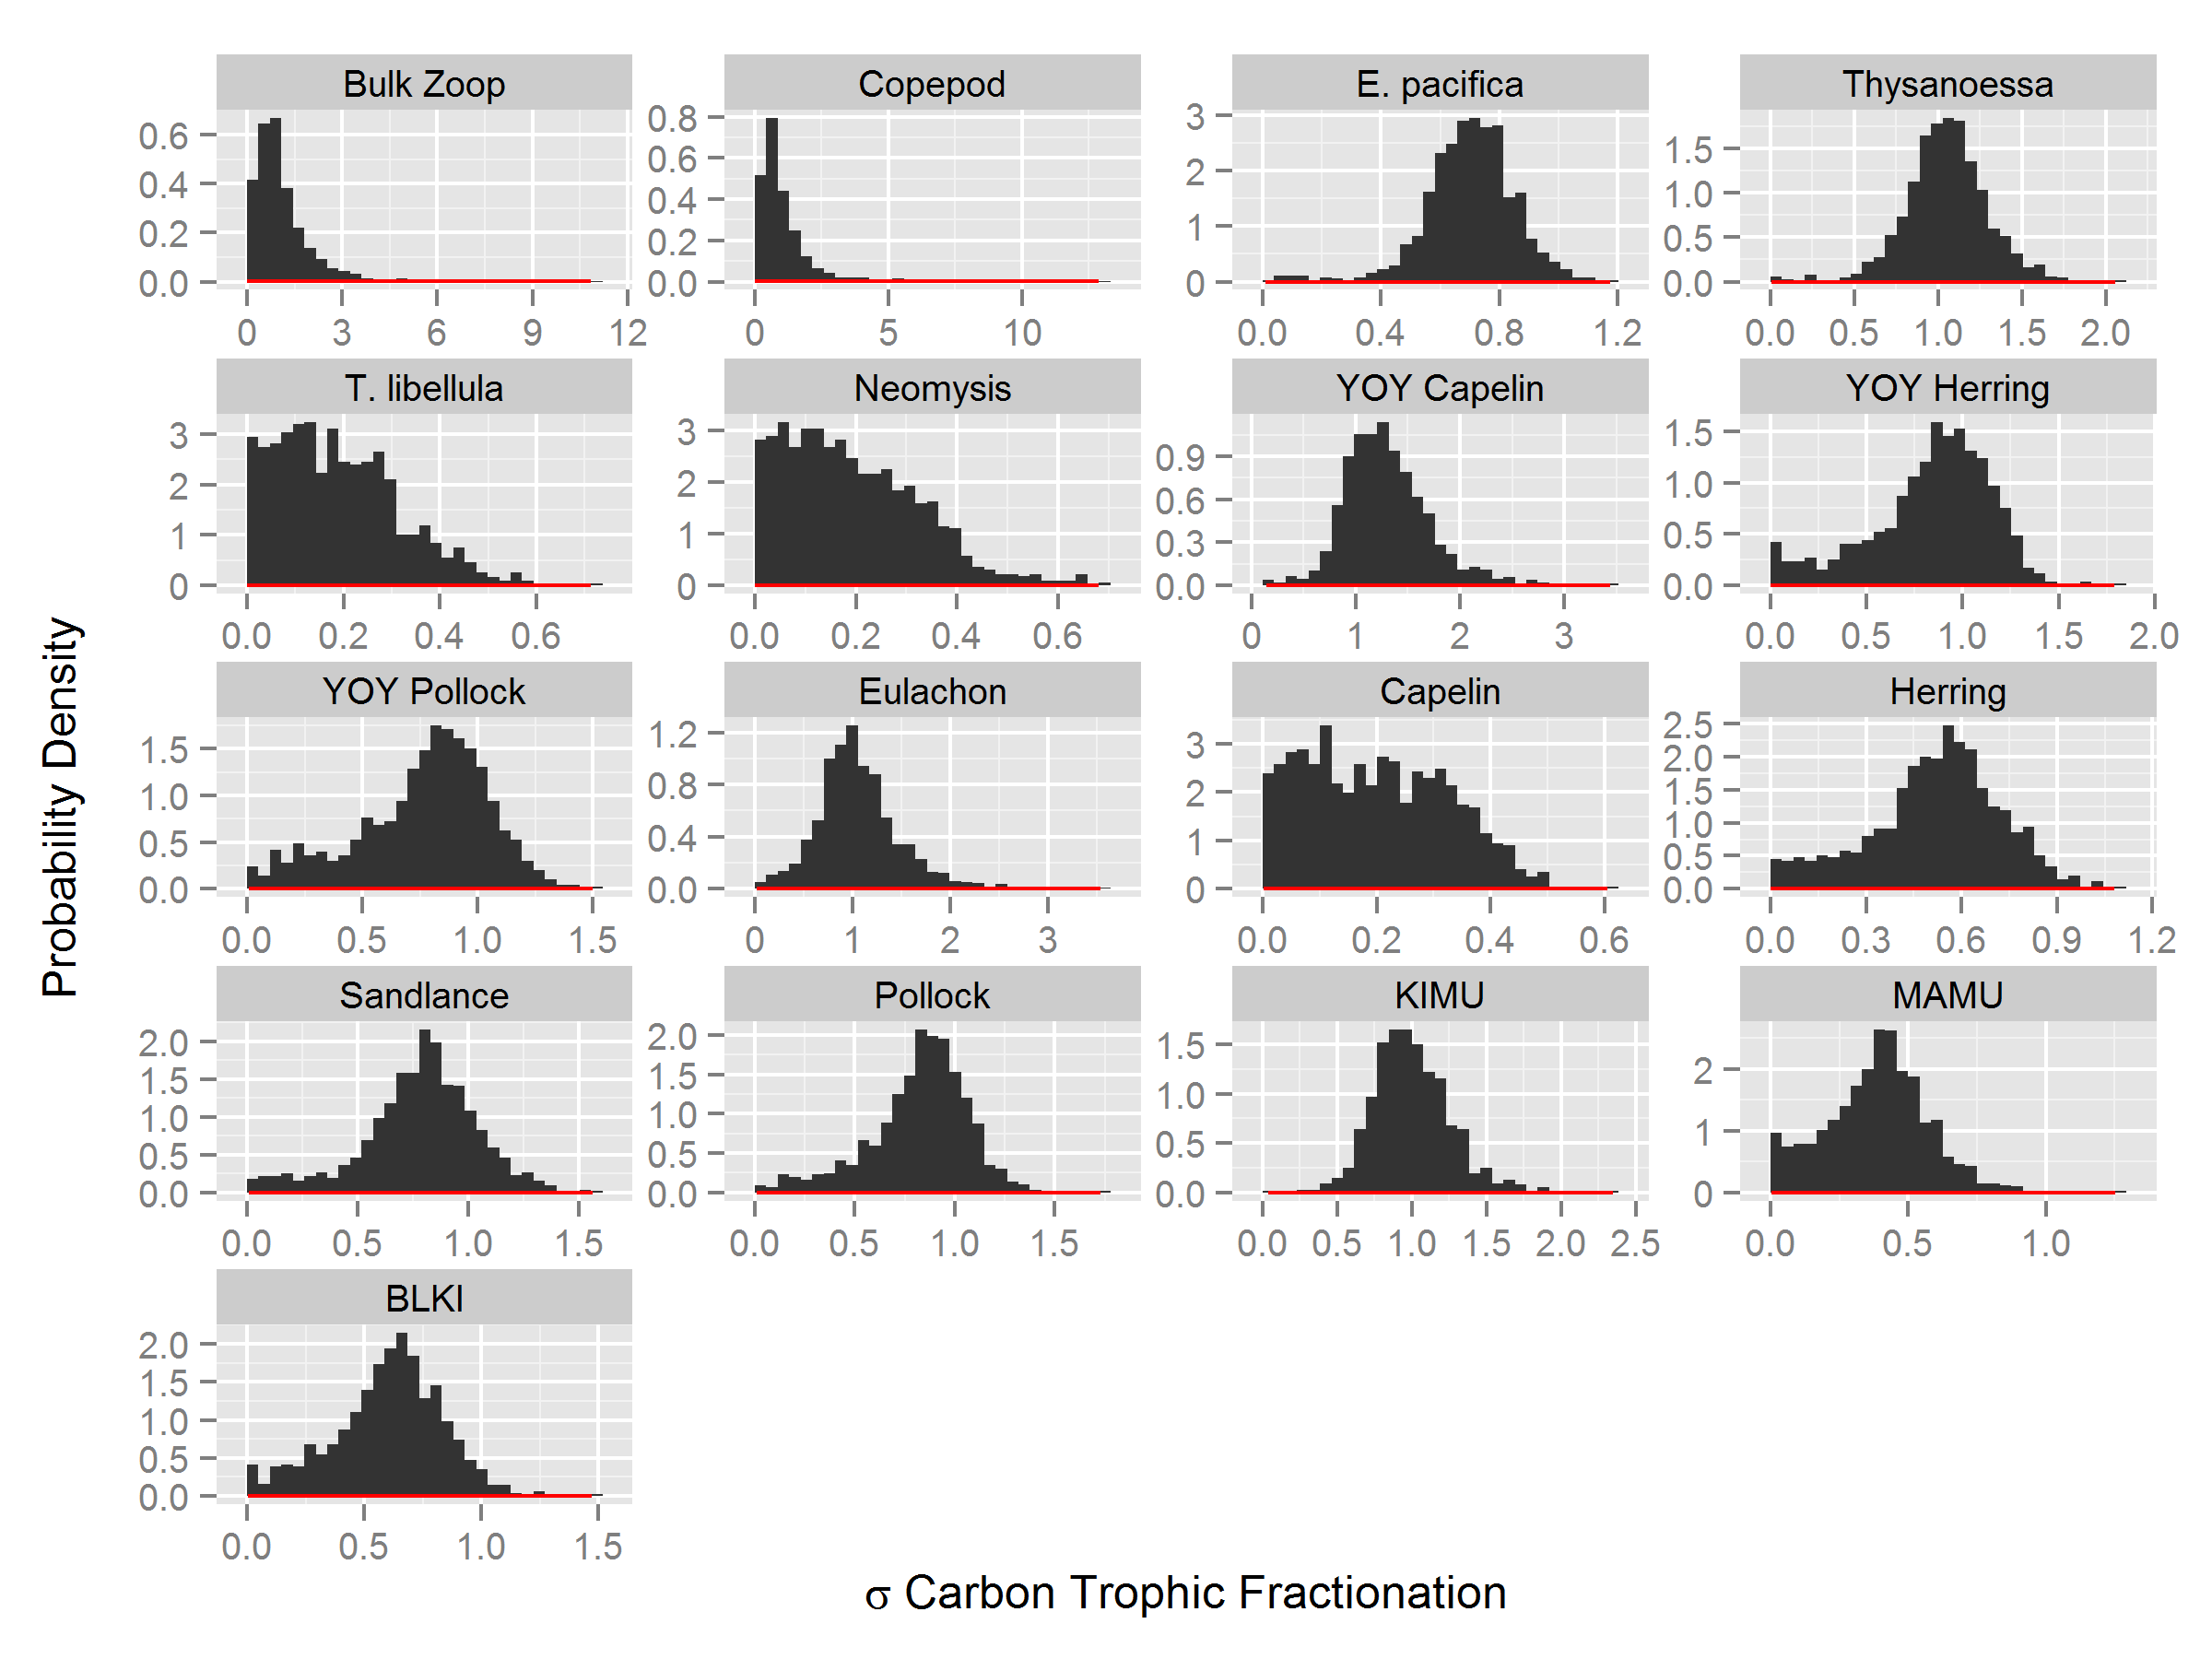 Bulk Zoop Copepod E. pacifica Thysanoessa
0.6 0.4 0.2 0.0 0.8 0.6 0.4 0.2 0.0 3 2 1 0 1.5 1.0 0.5 0.0
0 3 6 9 12 0 5 10 0.0 0.4 0.8 1.2 0.0 0.5 1.0 1.5 2.0
T. libellula Neomysis YOY Capelin YOY Herring
3 2 1 0 3 2 1 0 0.9 0.6 0.3 0.0 1.5 1.0 0.5 0.0
0.0 0.2 0.4 0.6 0.0 0.2 0.4 0.6 0 1 2 3 0.0 0.5 1.0 1.5 2.0
YOY Pollock Eulachon Capelin Herring
1.5 1.0 0.5 0.0 1.2 0.8 0.4 0.0 3 2 1 0 2.5 2.0 1.5 1.0 0.5 0.0
0.0 0.5 1.0 1.5 0 1 2 3 0.0 0.2 0.4 0.6 0.0 0.3 0.6 0.9 1.2
Sandlance Pollock KIMU MAMU
2.0 1.5 1.0 0.5 0.0 2.0 1.5 1.0 0.5 0.0 1.5 1.0 0.5 0.0 2 1 0
0.0 0.5 1.0 1.5 0.0 0.5 1.0 1.5 0.0 0.5 1.0 1.5 2.0 2.5 0.0 0.5 1.0
BLKI
2.0 1.5 1.0 0.5 0.0
0.0 0.5 1.0 1.5
Probability Density
σ Carbon Trophic Fractionation